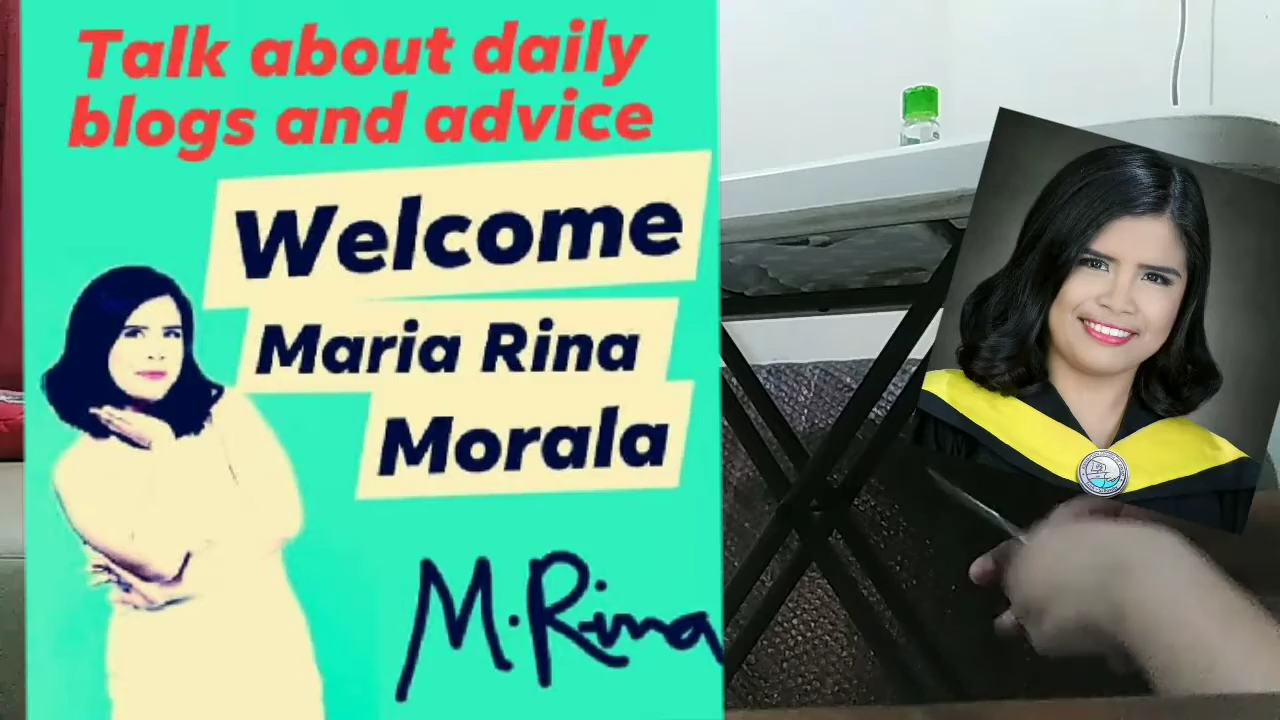 Talk about daily
blogs and advice
Welcome
Maria Rina
Morala
M.Rina